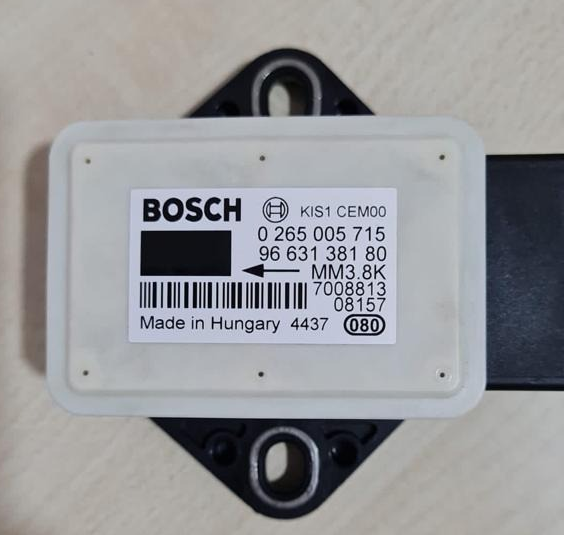 BOSCH KIS1 CEM00
0 265 005 715
96 631 381 80
MM3.8K
7008813
08157
Made in Hungary 4437 080